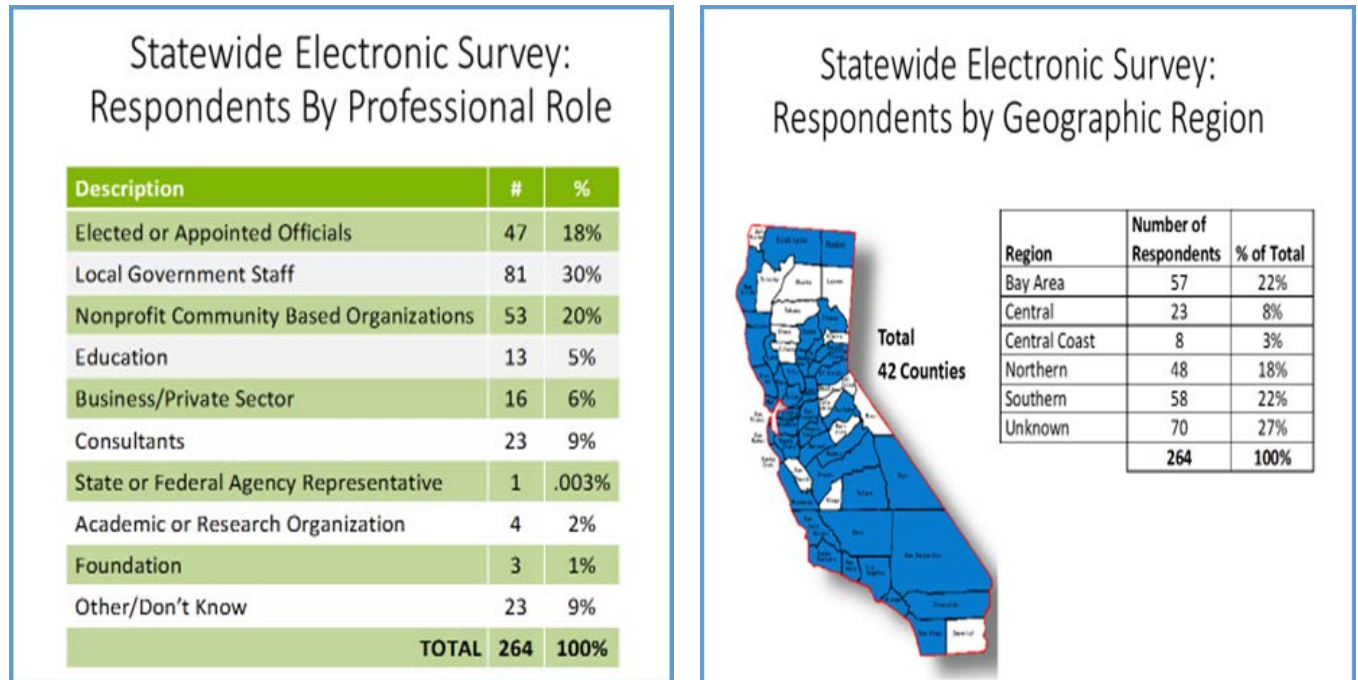 Statewide Electronic Survey:
Respondents By Professional Role
Description # %
Elected or Appointed Officials 47 18%
Local Government Staff 81 30%
Nonprofit Community Based Organizations 53 20%
Education 13 5%
Business/Private Sector 16 6%
Consultants 23 9%
State or Federal Agency Representative 1 .003%
Academic or Research Organization 4 2%
Foundation 3 1%
Other/Don't Know 23 9%
TOTAL 264 100%
Statewide Electronic Survey:
Respondents by Geographic Region
Total
42 Counties
Number of
Region Respondents % of Total
Bay Area 57 22%
Central 23 8%
Central Coast 8 3%
Northern 48 18%
Southern 58 22%
Unknown 70 27%
264 100%